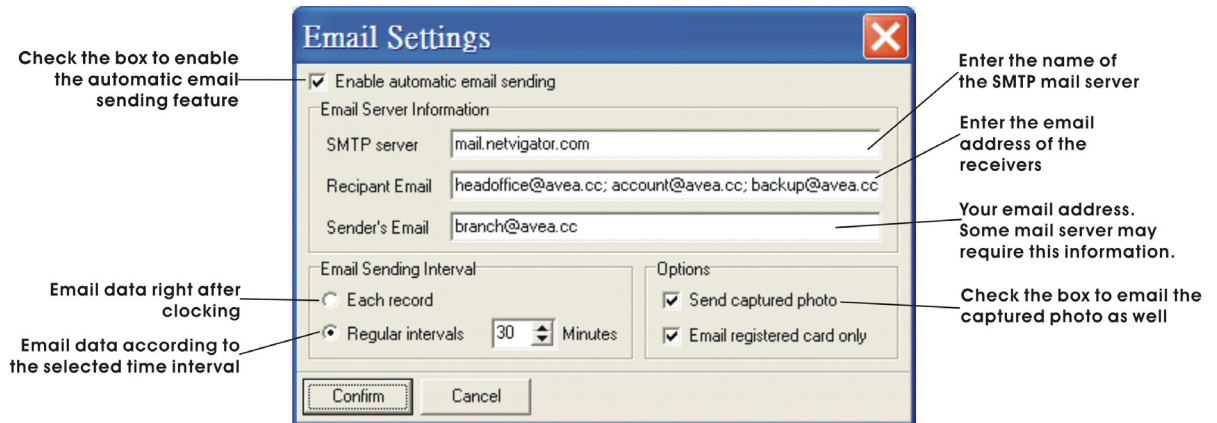 Email Settings
Check the box to enable
the automatic email
sending feature
Enable automatic email sending
Email Server Information
SMTP server
mail.netvigator.com
Recipant Email
headoffice@avea.cc; account@avea.cc; backup@avea.cc
Sender's Email
branch@avea.cc
Enter the name of
the SMTP mail server
Enter the email
address of the
receivers
Your email address.
Some mail server may
require this information.
Email Sending Interval
Each record
Regular intervals 30 Minutes
Email data right after
clocking
Email data according to
the selected time interval
Options
Send captured photo
Email registered card only
Check the box to email the
captured photo as well
Confirm
Cancel